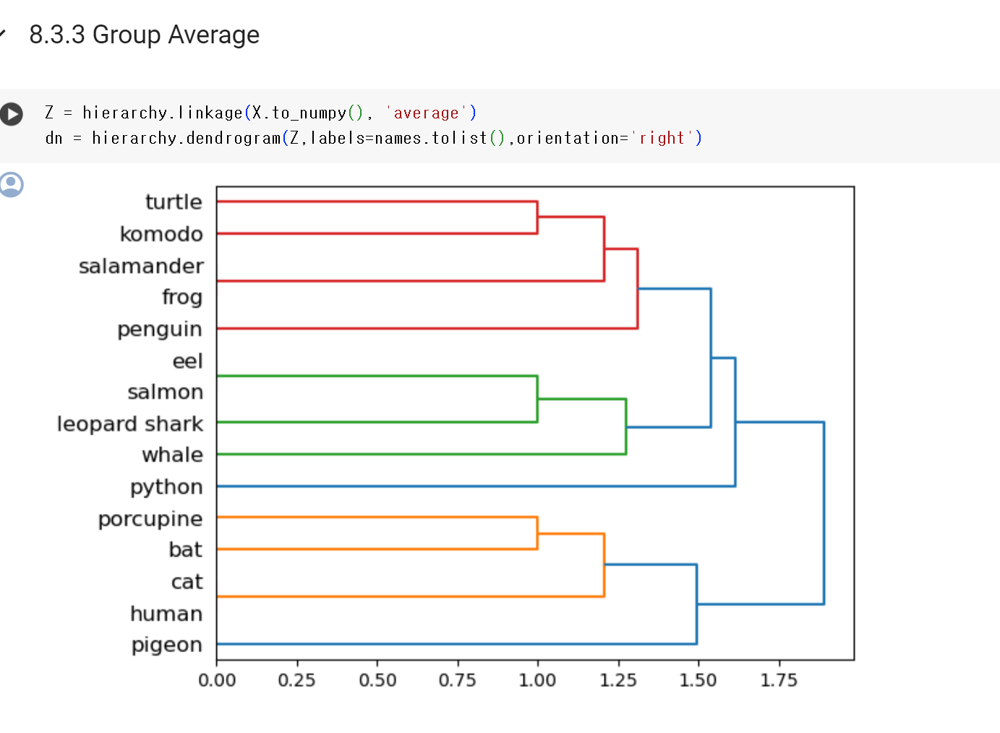 8.3.3 Group Average
Z = hierarchy.linkage(X.to_numpy(), 'average')
dn = hierarchy.dendrogram(Z,labels=names.tolist(),orientation='right')
turtle
komodo
salamander
frog
penguin
eel
salmon
leopard shark
whale
python
porcupine
bat
cat
human
pigeon
0.00 0.25 0.50 0.75 1.00 1.25 1.50 1.75